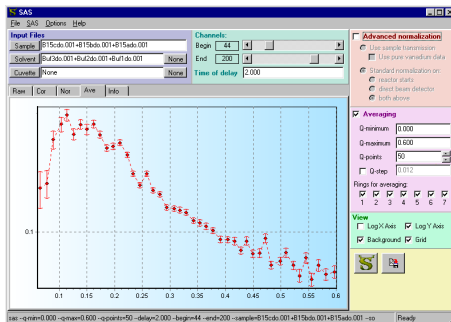 SAS
File SAS Options Help
Input Files
Sample B15cdo.001+B15bdo.001+B15ado.001
Solvent Buf3do.001+Buf2do.001+Buf1do.001 None
Cuvette None None
Channels:
Begin 44
End 200
Time of delay 2.000
Advanced normalization
Use sample transmission
Use pure vanadium data
Standard normalization on
reactor starts
direct beam detector
both above
Raw Cor Nor Ave Info
0.1
0.1 0.15 0.2 0.25 0.3 0.35 0.4 0.45 0.5 0.55 0.6
Averaging
Q-minimum 0.000
Q-maximum 0.600
Q-points 50
Q-step 0.012
Rings for averaging:
1 2 3 4 5 6 7
View
Log X Axis Log Y Axis
Background Grid
sas --q-min=0.000 --q-max=0.600 --q-points=50 --delay=2.000 --begin=44 --end=200 --sample=B15cdo.001+B15bdo.001+B15ado.001 --so Ready